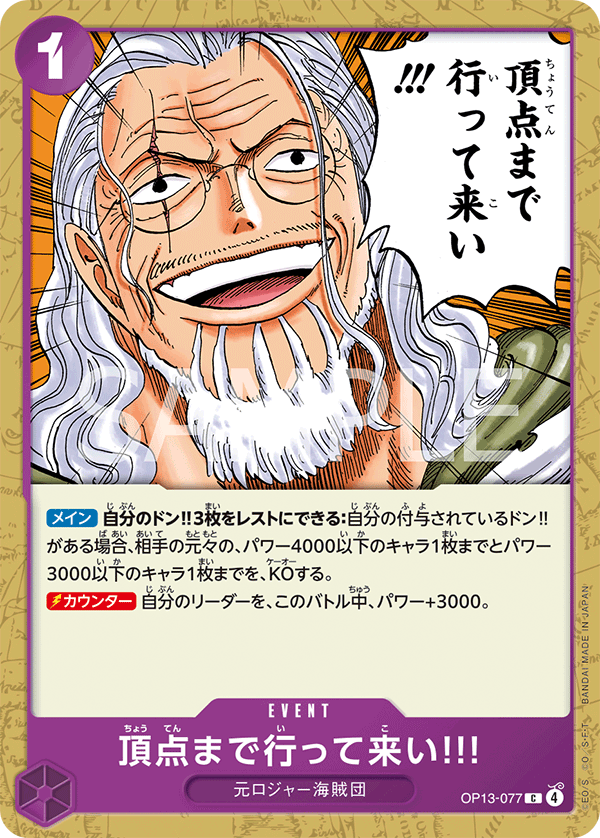 DLICHES EISMEER
1
頂点まで
行って来い
!!!
SAMPLE
メイン 自分のドン!!3枚をレストにできる:自分の付与されているドン!!
がある場合、相手の元々の、パワー4000以下のキャラ1枚までとパワー
3000以下のキャラ1枚までを、KOする。
カウンター 自分のリーダーを、このバトル中、パワー+3000。
EVENT
頂点まで行って来い!!!
元ロジャー海賊団
OP13-077 C 4
BANDAI MADE IN JAPAN